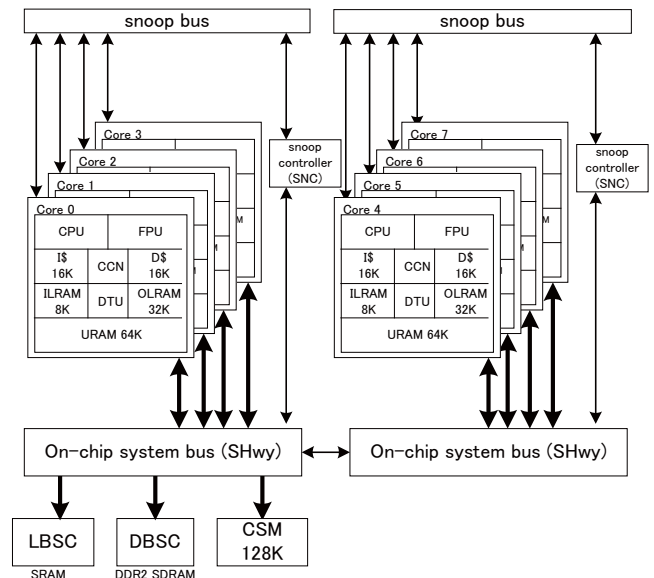 snoop bus
snoop bus
Core 3
Core 2
Core 1
Core 0
CPU
FPU
I$
16K
CCN
D$
16K
ILRAM
8K
DTU
OLRAM
32K
URAM 64K
snoop
controller
(SNC)
Core 7
Core 6
Core 5
Core 4
CPU
FPU
I$
16K
CCN
D$
16K
ILRAM
8K
DTU
OLRAM
32K
URAM 64K
snoop
controller
(SNC)
On-chip system bus (SHwy)
On-chip system bus (SHwy)
LBSC
DBSC
CSM
128K
SRAM
DDR2 SDRAM